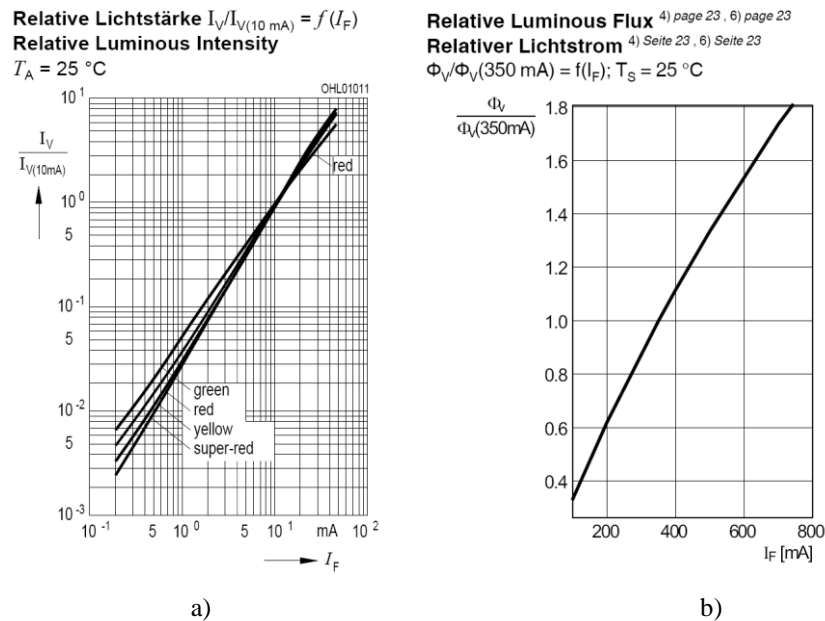 Relative Lichtstärke I_V/I_V(10 mA) = f(I_F)
Relative Luminous Intensity
T_A = 25 °C
OHL01011
10^1
I_V
I_V(10mA)
red
10^0
5
10^-1
5
green
red
10^-2
yellow
5
super-red
10^-3
10^-1 5 10^0 5 10^1 mA 10^2
I_F
a)
Relative Luminous Flux 4) page 23 , 6) page 23
Relativer Lichtstrom 4) Seite 23 , 6) Seite 23
Φ_V/Φ_V(350 mA) = f(I_F); T_S = 25 °C
Φ_V
Φ_V(350mA)
1.8
1.6
1.4
1.2
1.0
0.8
0.6
0.4
200 400 600 800
I_F [mA]
b)